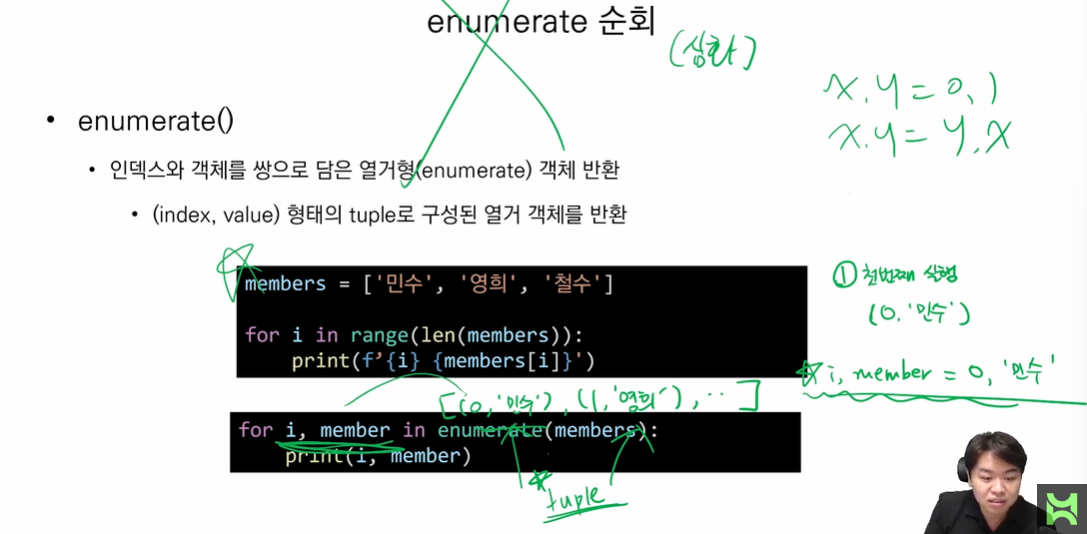 enumerate 순회
(심화)
x, y = 0, 1
x, y = y, x
• enumerate()
• 인덱스와 객체를 쌍으로 담은 열거형(enumerate) 객체 반환
• (index, value) 형태의 tuple로 구성된 열거 객체를 반환
members = ['민수', '영희', '철수']
for i in range(len(members)):
print(f'{i} {members[i]}')
① 첫번째 실행
(0, '민수')
i, member = 0, '민수'
[(0, '민수'), (1, '영희'), ‥]
for i, member in enumerate(members):
print(i, member)
tuple